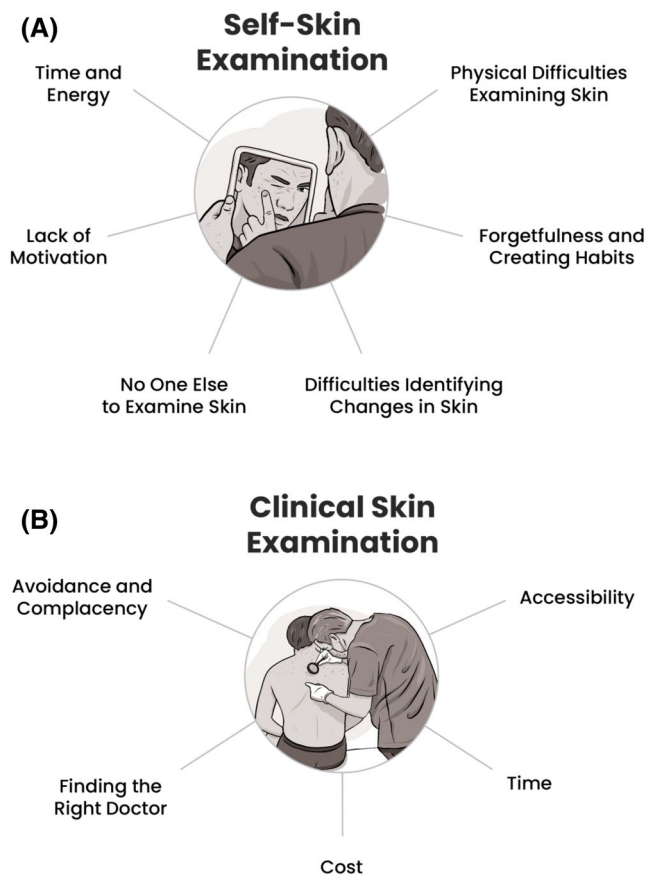 (A)
Self-Skin
Examination
Time and
Energy
Physical Difficulties
Examining Skin
Lack of
Motivation
Forgetfulness and
Creating Habits
No One Else
to Examine Skin
Difficulties Identifying
Changes in Skin
(B)
Clinical Skin
Examination
Avoidance and
Complacency
Accessibility
Finding the
Right Doctor
Time
Cost